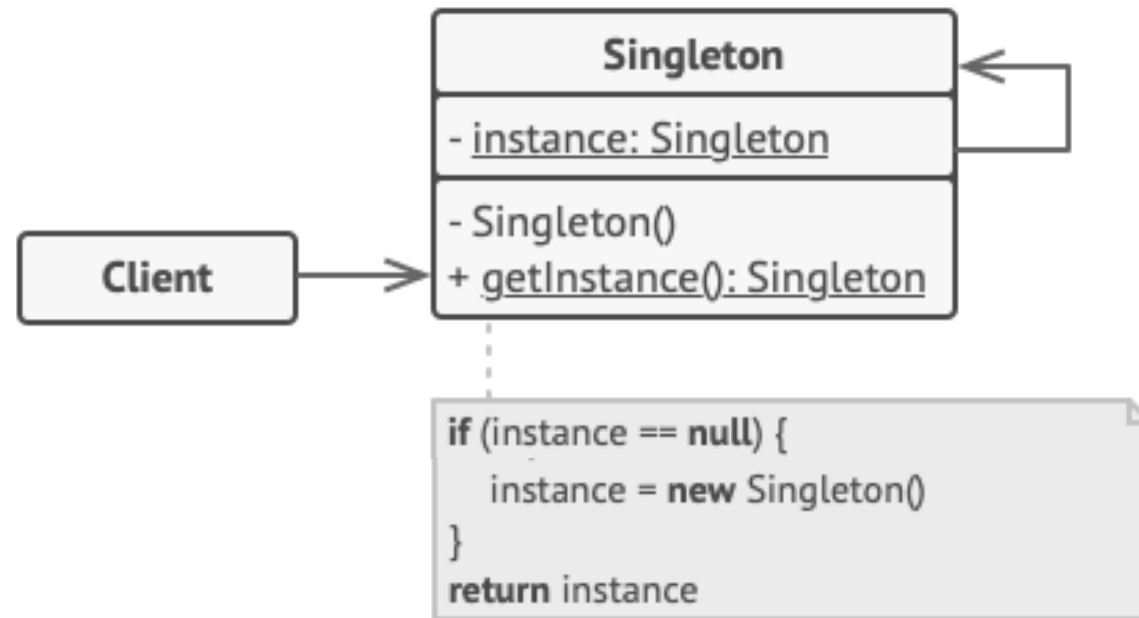 Singleton
- instance: Singleton
- Singleton()
+ getInstance(): Singleton
Client
if (instance == null) {
instance = new Singleton()
}
return instance